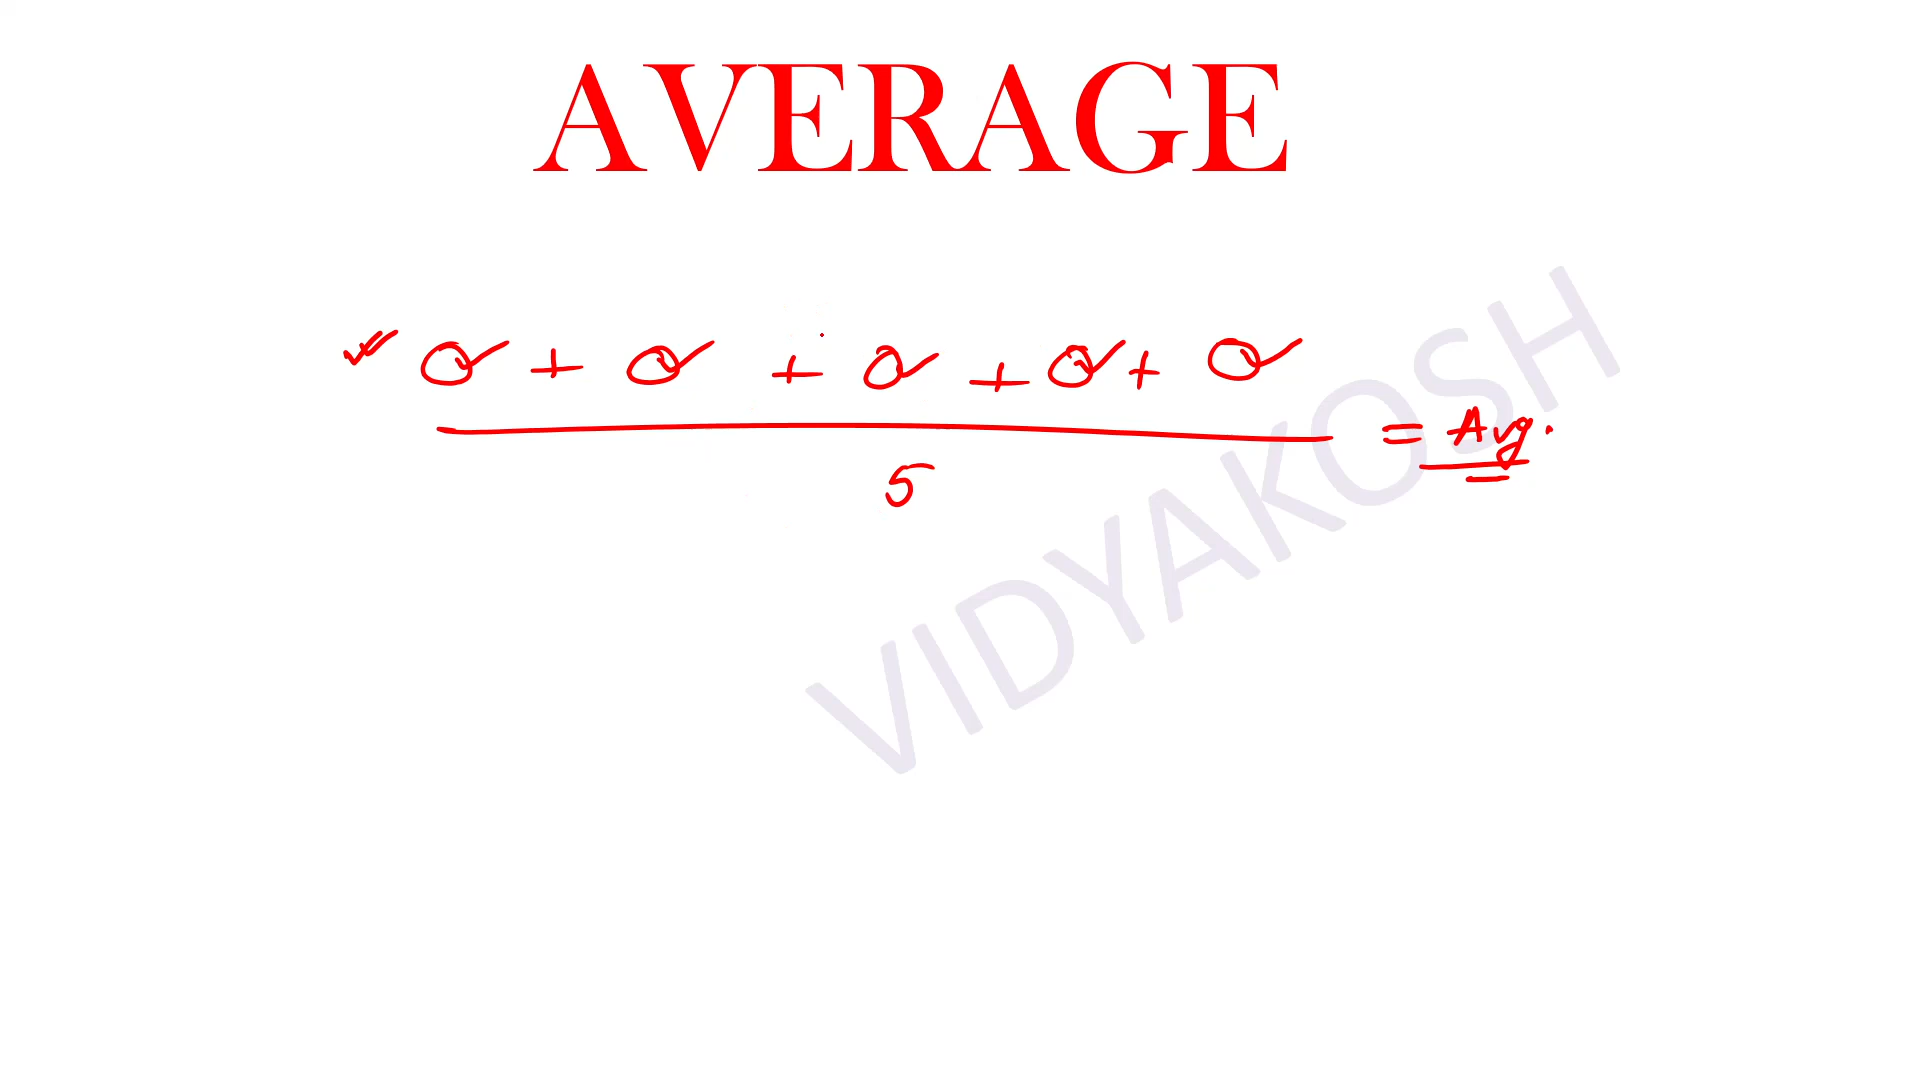 AVERAGE
+ + + +
= Avg.
5
VIDYAKOSH